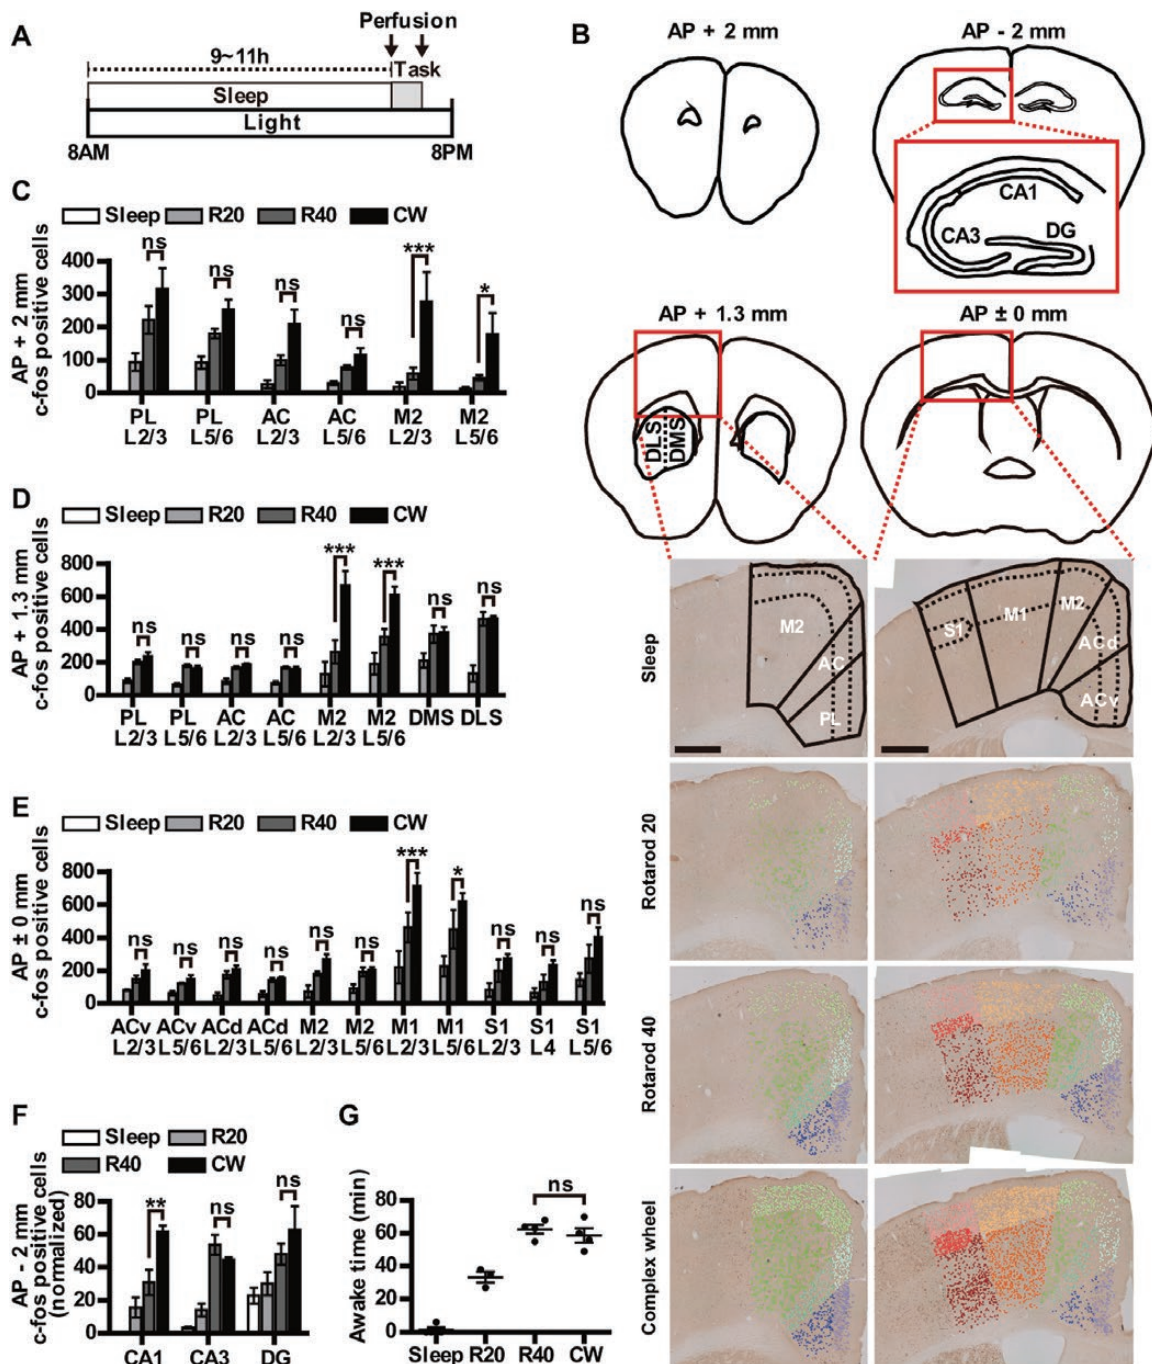 A
Perfusion
9~11h
Task
Sleep
Light
8AM
8PM
B
AP + 2 mm
AP - 2 mm
CA1
CA3
DG
AP + 1.3 mm
AP ± 0 mm
DLS
DMS
C
Sleep R20 R40 CW
AP + 2 mm
c-fos positive cells
400
300
200
100
0
ns ns ns ns *** *
PL PL AC AC M2 M2
L2/3 L5/6 L2/3 L5/6 L2/3 L5/6
D
Sleep R20 R40 CW
AP + 1.3 mm
c-fos positive cells
800
600
400
200
0
ns ns ns ns *** *** ns ns
PL PL AC AC M2 M2 DMS DLS
L2/3 L5/6 L2/3 L5/6 L2/3 L5/6
E
Sleep R20 R40 CW
AP ± 0 mm
c-fos positive cells
800
600
400
200
0
ns ns ns ns ns ns *** * ns ns ns
ACv ACv ACd ACd M2 M2 M1 M1 S1 S1 S1
L2/3 L5/6 L2/3 L5/6 L2/3 L5/6 L2/3 L5/6 L2/3 L4 L5/6
F
Sleep R20
R40 CW
AP - 2 mm
c-fos positive cells
(normalized)
80
60
40
20
0
** ns ns
CA1 CA3 DG
G
Awake time (min)
80
60
40
20
0
ns
Sleep R20 R40 CW
Sleep
M2
AC
PL
S1
M1
M2
ACd
ACv
Rotarod 20
Rotarod 40
Complex wheel